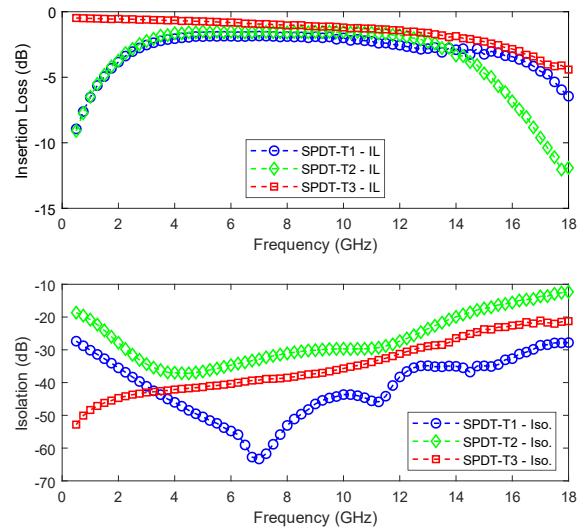 0
-5
-10
-15
Insertion Loss (dB)
SPDT-T1 - IL
SPDT-T2 - IL
SPDT-T3 - IL
0 2 4 6 8 10 12 14 16 18
Frequency (GHz)
-10
-20
-30
-40
-50
-60
-70
Isolation (dB)
SPDT-T1 - Iso.
SPDT-T2 - Iso.
SPDT-T3 - Iso.
0 2 4 6 8 10 12 14 16 18
Frequency (GHz)